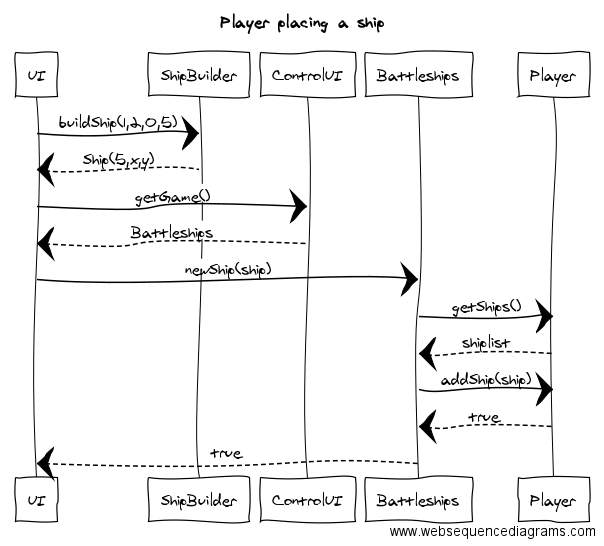 Player placing a ship
UI ShipBuilder ControlUI Battleships Player
buildShip(1,2,0,5)
Ship(5,x,y)
getGame()
Battleships
newShip(ship)
getShips()
shiplist
addShip(ship)
true
true
UI ShipBuilder ControlUI Battleships Player
www.websequencediagrams.com